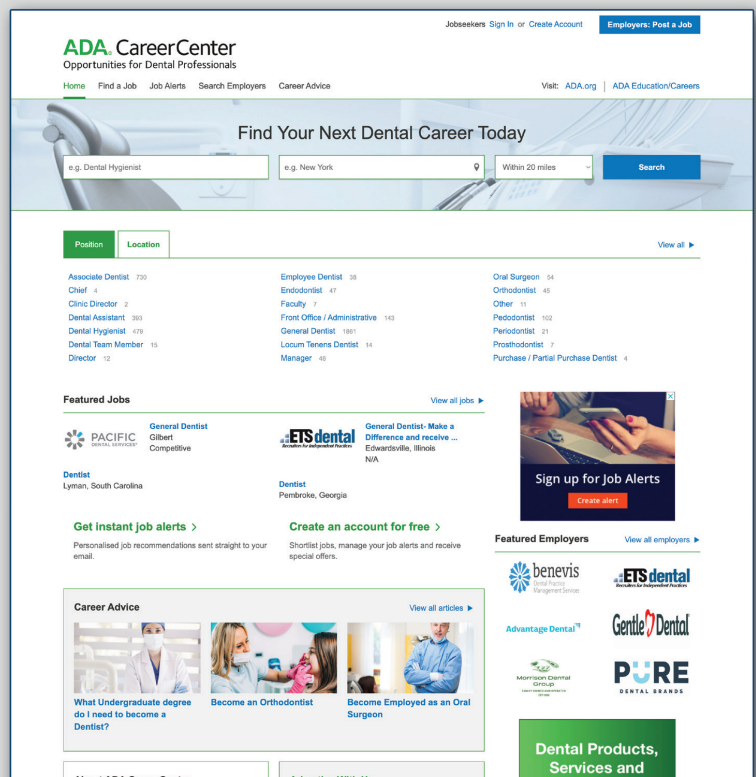 Jobseekers Sign In or Create Account
Employers: Post a Job
ADA. CareerCenter
Opportunities for Dental Professionals
Home Find a Job Job Alerts Search Employers Career Advice
Visit: ADA.org | ADA Education/Careers
Find Your Next Dental Career Today
e.g. Dental Hygienist
e.g. New York
Within 20 miles
Search
Position
Location
View all ▶
Associate Dentist 730
Chief 4
Clinic Director 2
Dental Assistant 393
Dental Hygienist 479
Dental Team Member 15
Director 12
Employee Dentist 38
Endodontist 47
Faculty 7
Front Office / Administrative 143
General Dentist 1861
Locum Tenens Dentist 14
Manager 48
Oral Surgeon 54
Orthodontist 45
Other 11
Pedodontist 102
Periodontist 21
Prosthodontist 7
Purchase / Partial Purchase Dentist 4
Featured Jobs
View all jobs ▶
PACIFIC
DENTAL SERVICES
General Dentist
Gilbert
Competitive
ETS dental
Recruiters for Independent Practices
General Dentist- Make a
Difference and receive ...
Edwardsville, Illinois
N/A
Dentist
Lyman, South Carolina
Dentist
Pembroke, Georgia
Get instant job alerts >
Personalised job recommendations sent straight to your
email.
Create an account for free >
Shortlist jobs, manage your job alerts and receive
special offers.
Sign up for Job Alerts
Create alert
Featured Employers
View all employers ▶
benevis
Dental Practice
Management Services
ETS dental
Recruiters for Independent Practices
Advantage Dental
Gentle Dental
Morrison Dental
Group
PURE
DENTAL BRANDS
Career Advice
View all articles ▶
What Undergraduate degree
do I need to become a
Dentist?
Become an Orthodontist
Become Employed as an Oral
Surgeon
Dental Products,
Services and